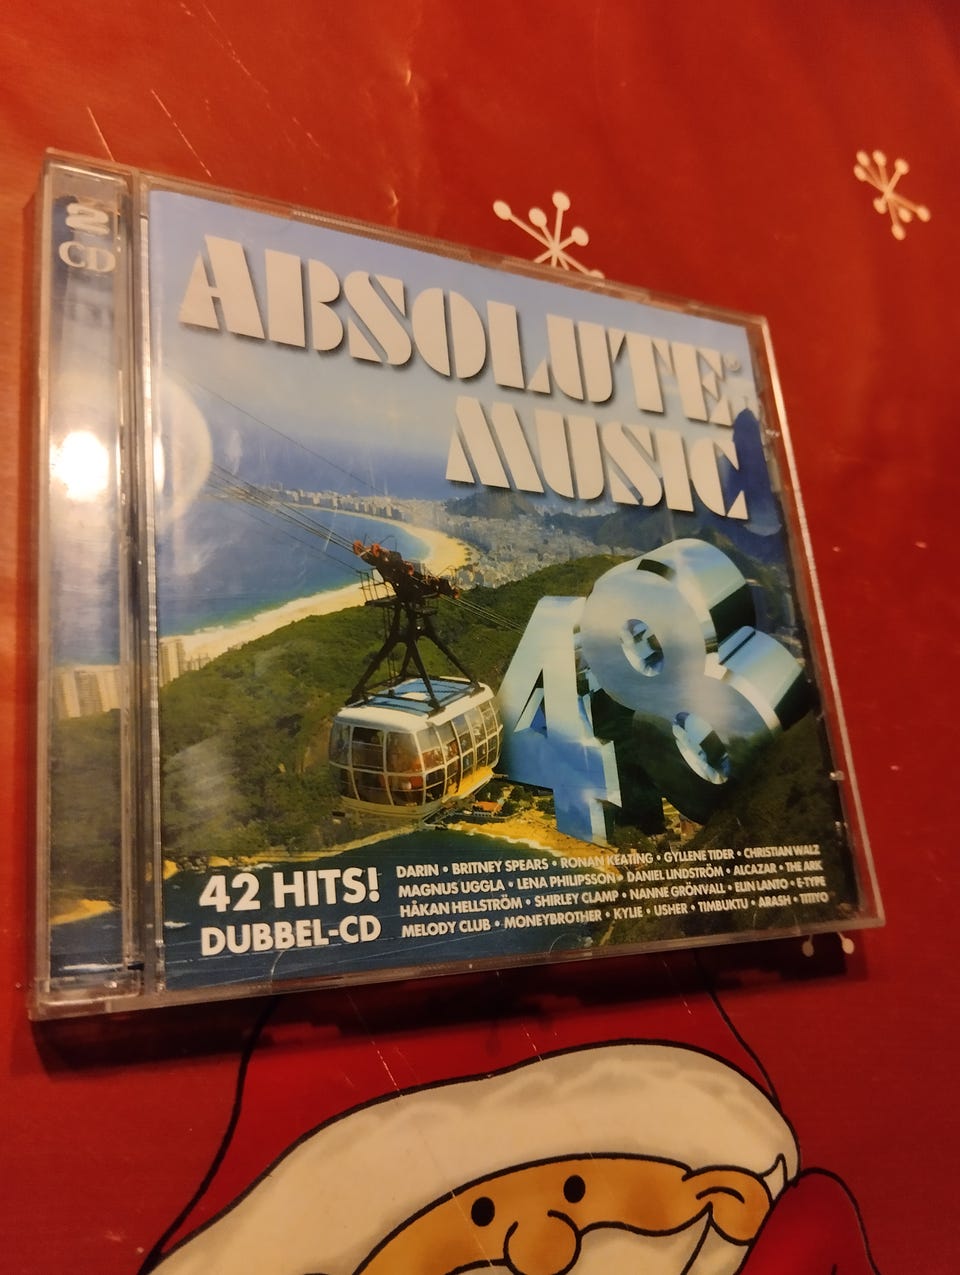 2
CD
ABSOLUTE®
MUSIC
48
42 HITS!
DUBBEL-CD
DARIN • BRITNEY SPEARS • RONAN KEATING • GYLLENE TIDER • CHRISTIAN WALZ
MAGNUS UGGLA • LENA PHILIPSSON • DANIEL LINDSTRÖM • ALCAZAR • THE ARK
HÅKAN HELLSTRÖM • SHIRLEY CLAMP • NANNE GRÖNVALL • ELIN LANTO • E-TYPE
MELODY CLUB • MONEYBROTHER • KYLIE • USHER • TIMBUKTU • ARASH • TITIYO